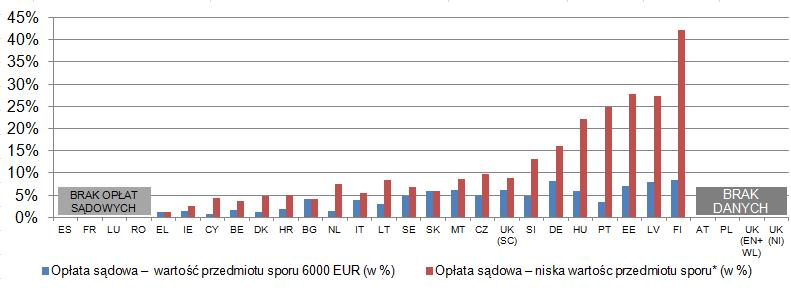 45%
40%
35%
30%
25%
20%
15%
10%
5%
0%
BRAK OPŁAT
SĄDOWYCH
BRAK
DANYCH
ES FR LU RO EL IE CY BE DK HR BG NL IT LT SE SK MT CZ UK SI DE HU PT EE LV FI AT PL UK UK
(SC) (EN+ (NI)
WL)
Opłata sądowa – wartość przedmiotu sporu 6000 EUR (w %) Opłata sądowa – niska wartośc przedmiotu sporu* (w %)